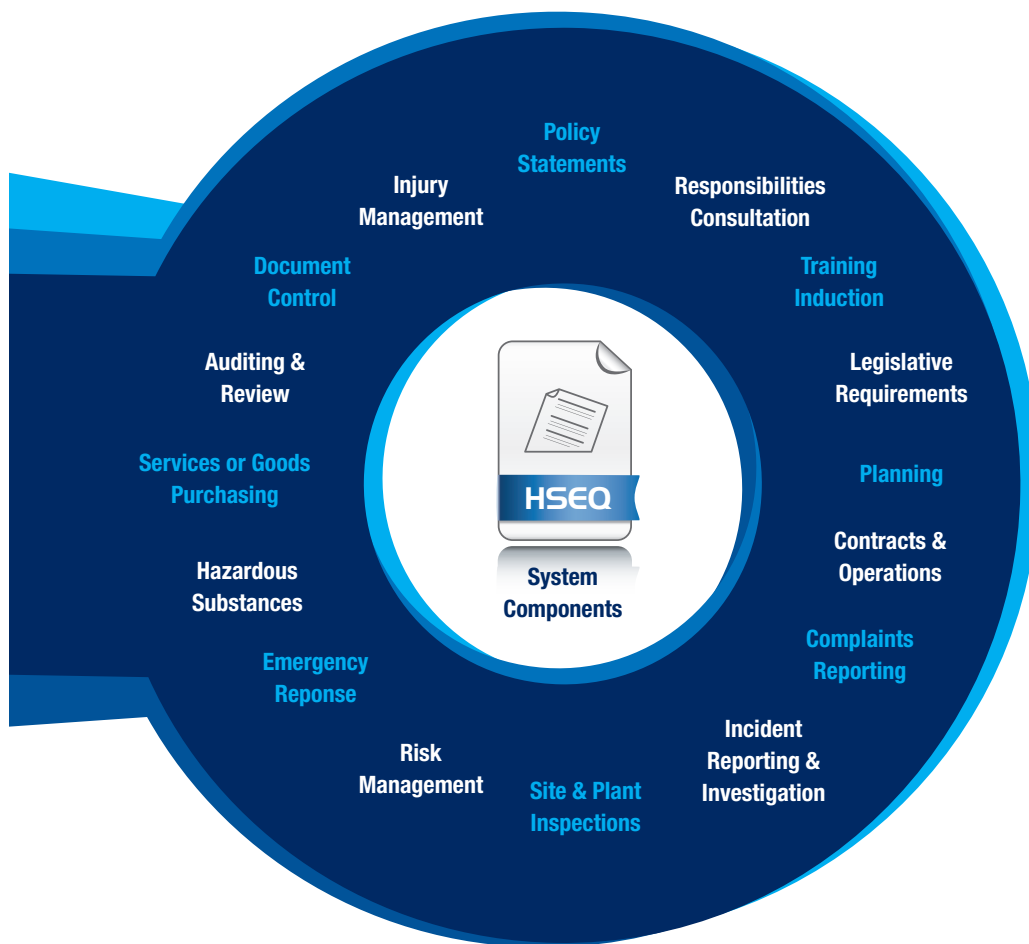 Policy
Statements
Responsibilities
Consultation
Training
Induction
Legislative
Requirements
Planning
Contracts &
Operations
Complaints
Reporting
Incident
Reporting &
Investigation
Site & Plant
Inspections
Risk
Management
Emergency
Reponse
Hazardous
Substances
Services or Goods
Purchasing
Auditing &
Review
Document
Control
Injury
Management
HSEQ
System
Components